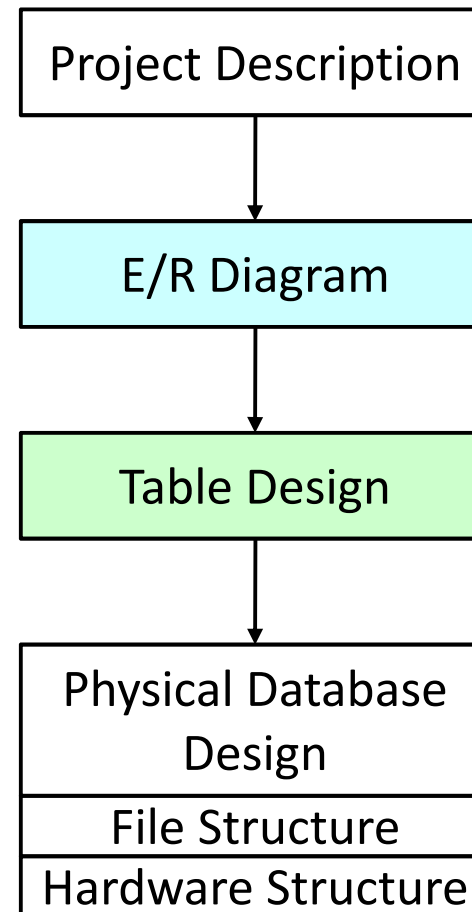 Project Description
E/R Diagram
Table Design
Physical Database
Design
File Structure
Hardware Structure